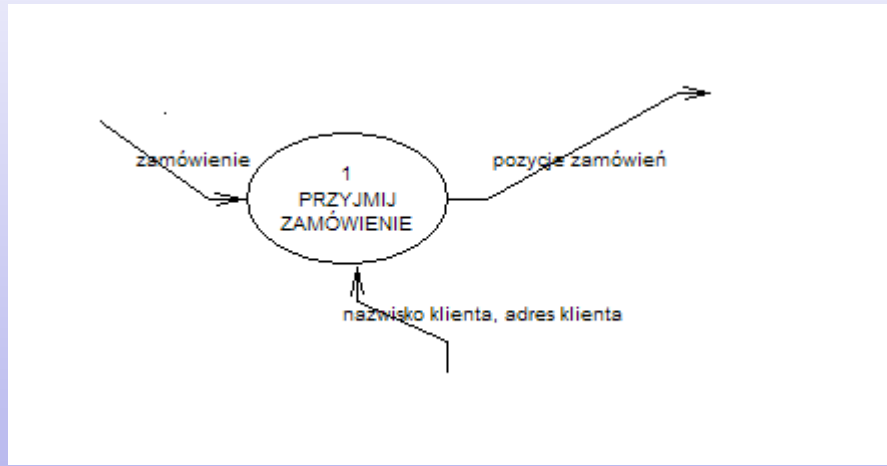 zamówienie
pozycje zamówień
1
PRZYJMIJ
ZAMÓWIENIE
nazwisko klienta, adres klienta